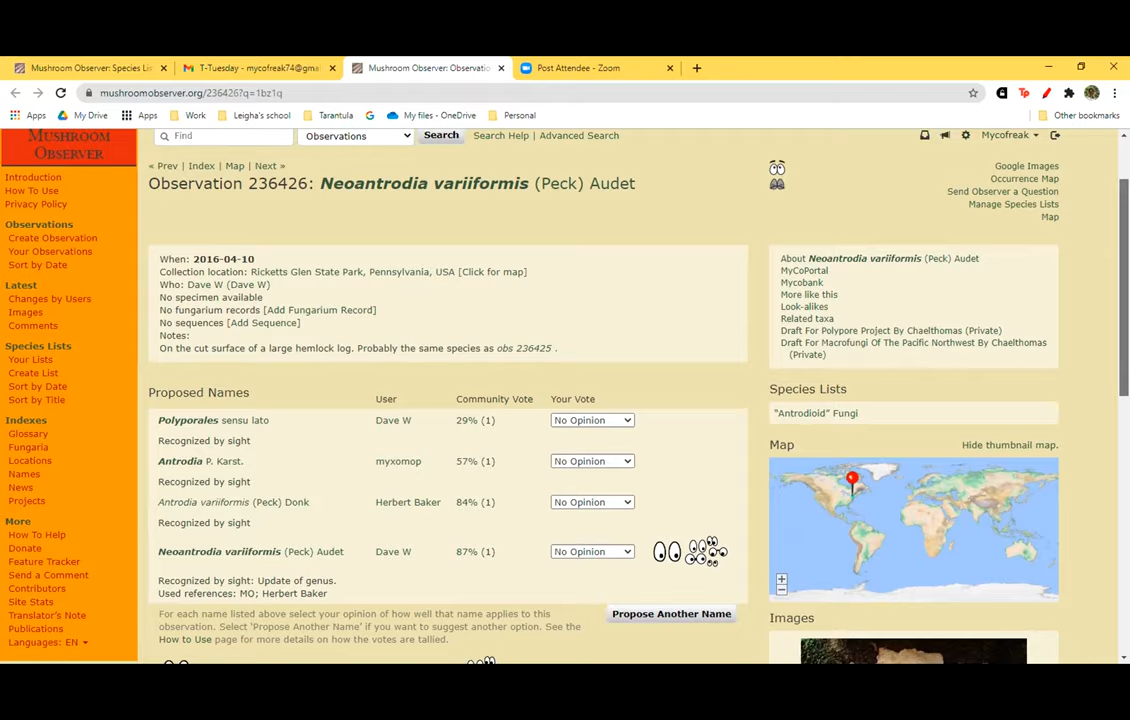 Mushroom Observer: Species Li
T-Tuesday - mycofreak74@gma
Mushroom Observer: Observatio
Post Attendee - Zoom
mushroomobserver.org/236426?q=1bz1q
Apps
My Drive
Apps
Work
Leigha's school
Tarantula
My files - OneDrive
Personal
Other bookmarks
MUSHROOM
OBSERVER
Introduction
How To Use
Privacy Policy
Observations
Create Observation
Your Observations
Sort by Date
Latest
Changes by Users
Images
Comments
Species Lists
Your Lists
Create List
Sort by Date
Sort by Title
Indexes
Glossary
Fungaria
Locations
Names
News
Projects
More
How To Help
Donate
Feature Tracker
Send a Comment
Contributors
Site Stats
Translator's Note
Publications
Languages: EN
Find
Observations
Search
Search Help | Advanced Search
Mycofreak
« Prev | Index | Map | Next »
Observation 236426: Neoantrodia variiformis (Peck) Audet
Google Images
Occurrence Map
Send Observer a Question
Manage Species Lists
Map
When: 2016-04-10
Collection location: Ricketts Glen State Park, Pennsylvania, USA [Click for map]
Who: Dave W (Dave W)
No specimen available
No fungarium records [Add Fungarium Record]
No sequences [Add Sequence]
Notes:
On the cut surface of a large hemlock log. Probably the same species as obs 236425 .
Proposed Names
User
Community Vote
Your Vote
Polyporales sensu lato
Dave W
29% (1)
No Opinion
Recognized by sight
Antrodia P. Karst.
myxomop
57% (1)
No Opinion
Recognized by sight
Antrodia variiformis (Peck) Donk
Herbert Baker
84% (1)
No Opinion
Recognized by sight
Neoantrodia variiformis (Peck) Audet
Dave W
87% (1)
No Opinion
Recognized by sight: Update of genus.
Used references: MO; Herbert Baker
For each name listed above select your opinion of how well that name applies to this
observation. Select 'Propose Another Name' if you want to suggest another option. See the
How to Use page for more details on how the votes are tallied.
Propose Another Name
About Neoantrodia variiformis (Peck) Audet
MyCoPortal
Mycobank
More like this
Look-alikes
Related taxa
Draft For Polypore Project By Chaelthomas (Private)
Draft For Macrofungi Of The Pacific Northwest By Chaelthomas
(Private)
Species Lists
"Antrodioid" Fungi
Map
Hide thumbnail map.
+
−
Images